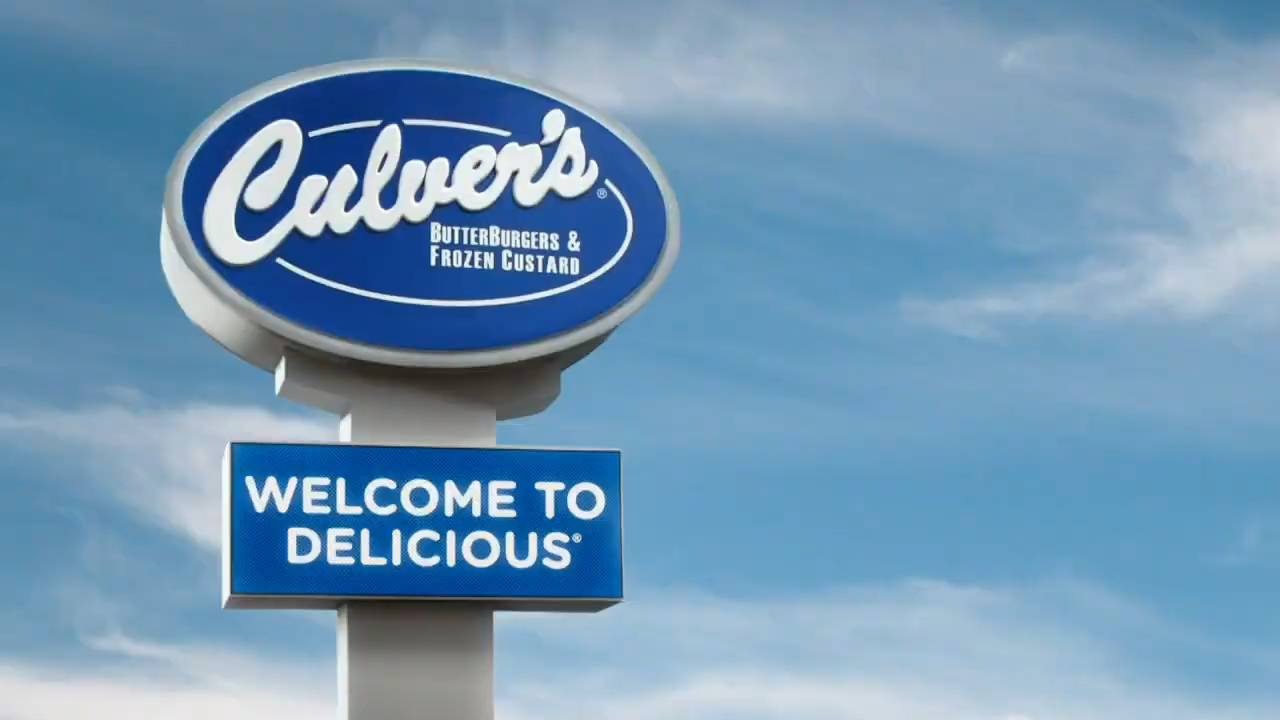 Culver's®
BUTTERBURGERS &
FROZEN CUSTARD
WELCOME TO
DELICIOUS®